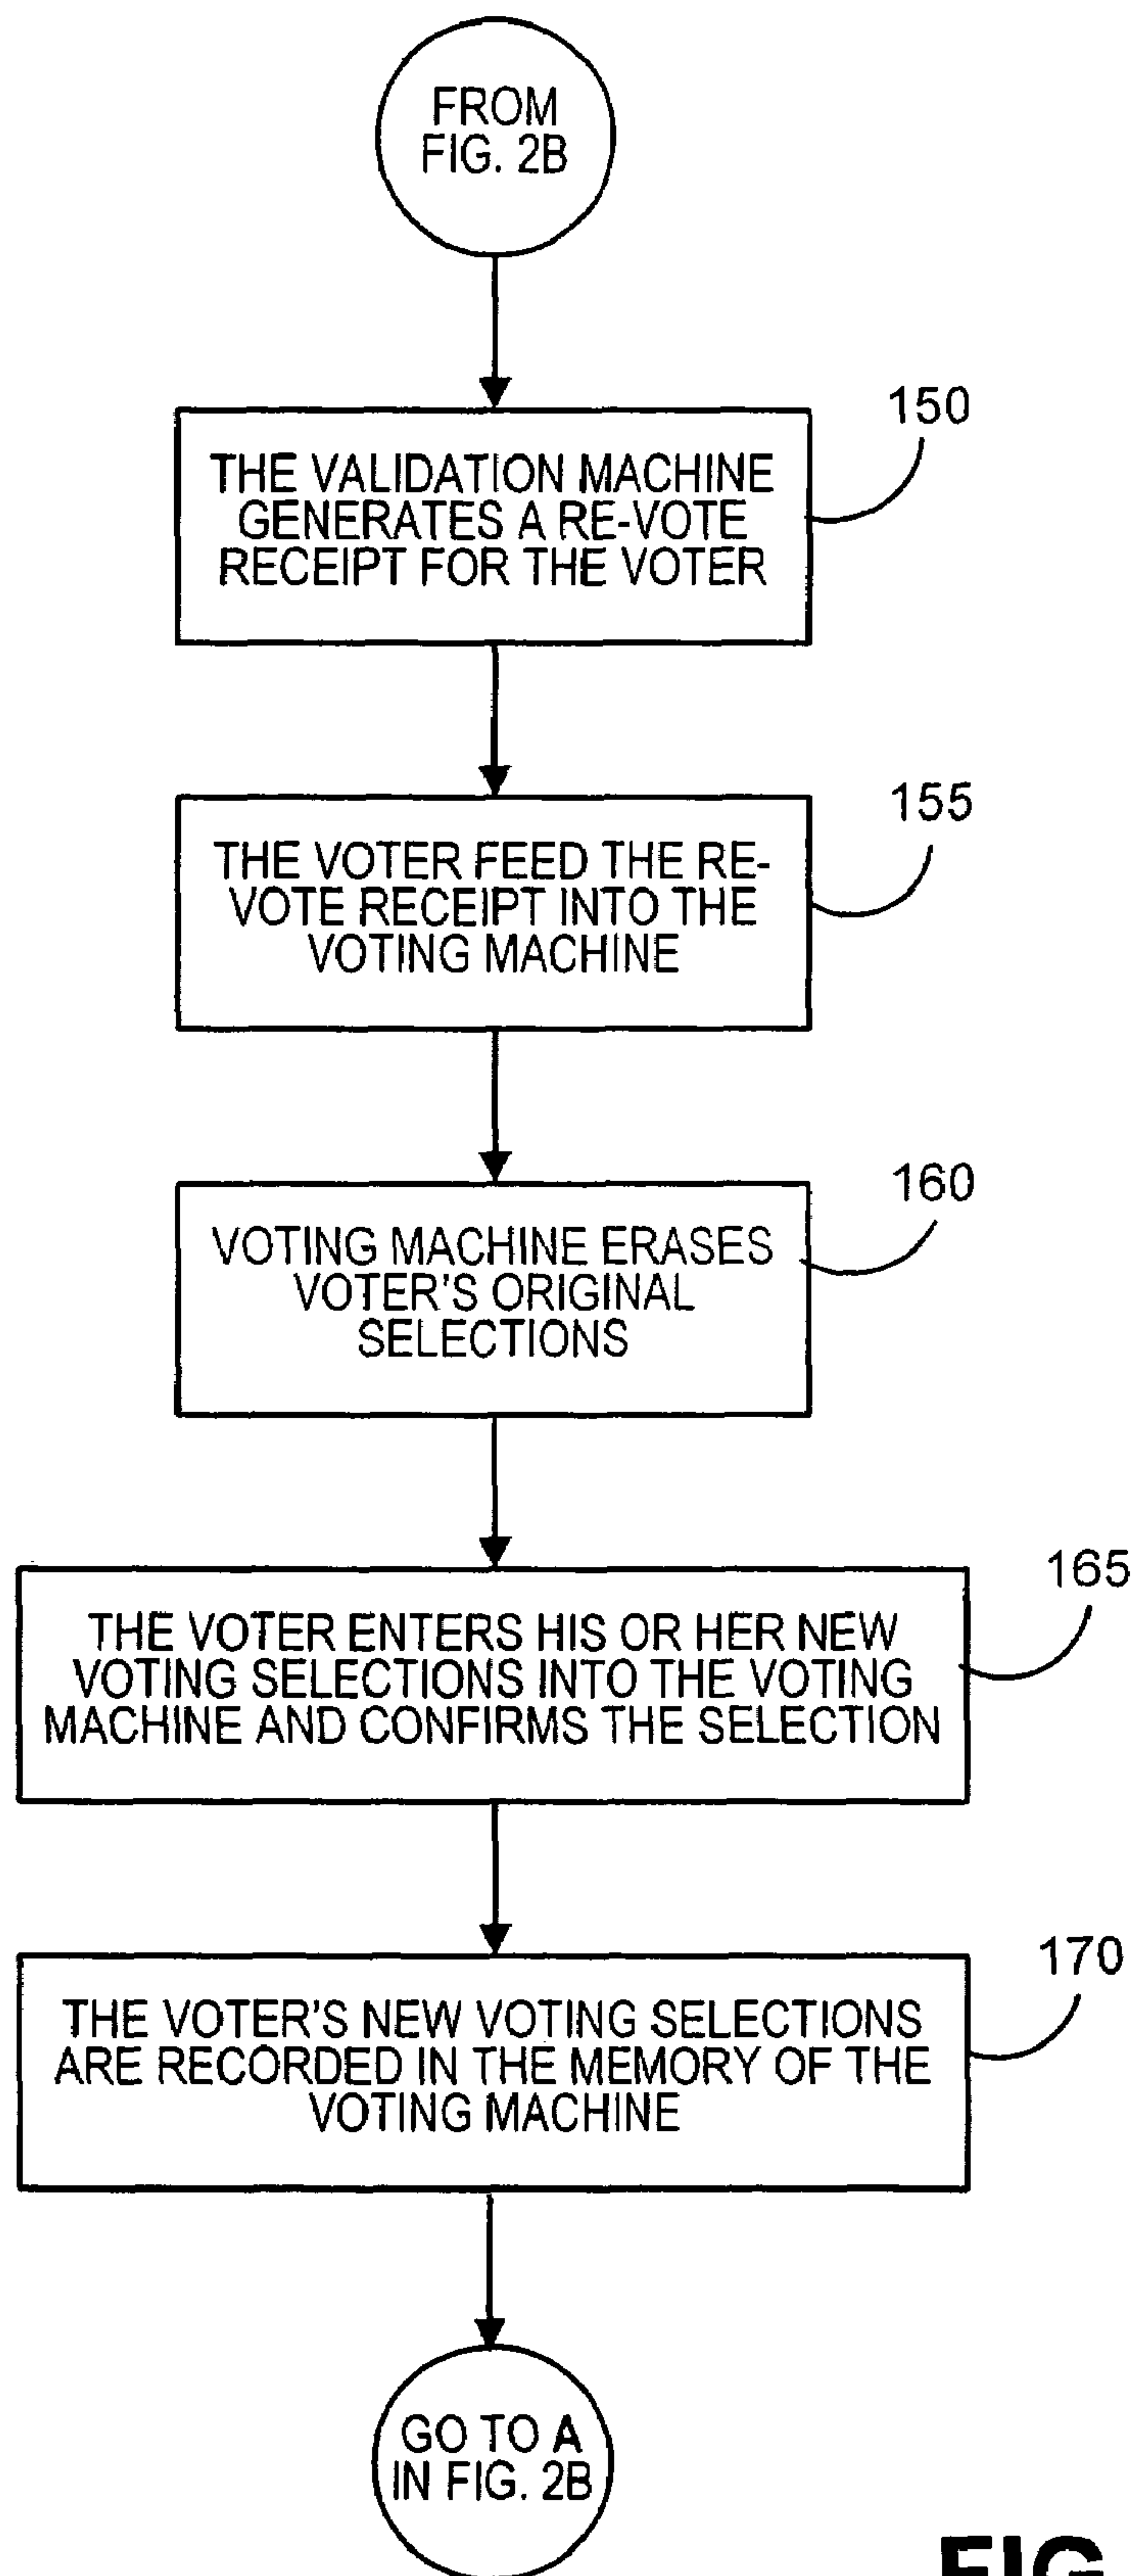 FROM
FIG. 2B
150
THE VALIDATION MACHINE
GENERATES A RE-VOTE
RECEIPT FOR THE VOTER
155
THE VOTER FEED THE RE-
VOTE RECEIPT INTO THE
VOTING MACHINE
160
VOTING MACHINE ERASES
VOTER'S ORIGINAL
SELECTIONS
165
THE VOTER ENTERS HIS OR HER NEW
VOTING SELECTIONS INTO THE VOTING
MACHINE AND CONFIRMS THE SELECTION
170
THE VOTER'S NEW VOTING SELECTIONS
ARE RECORDED IN THE MEMORY OF THE
VOTING MACHINE
GO TO A
IN FIG. 2B
FIG